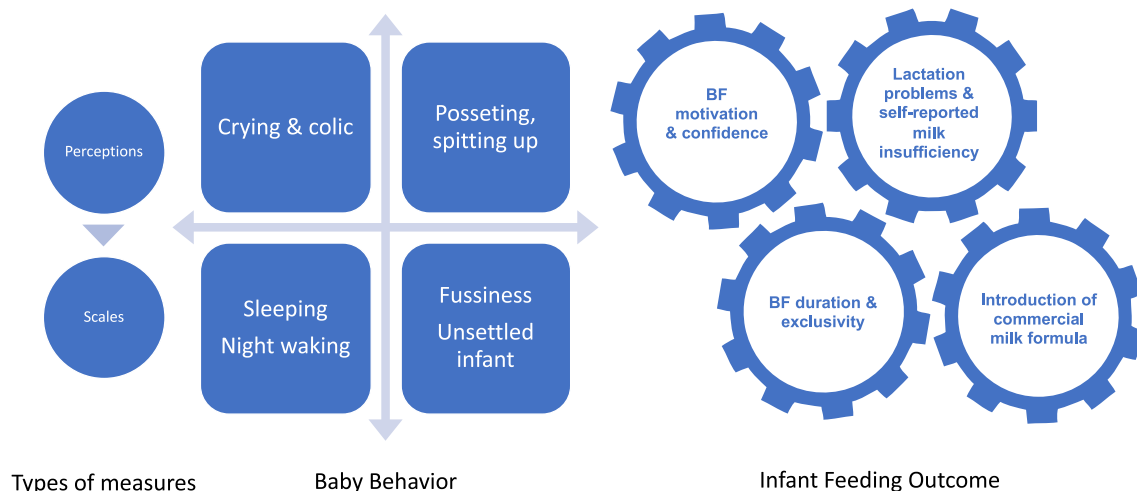 Perceptions
Scales
Types of measures
Crying & colic
Posseting,
spitting up
Sleeping
Night waking
Fussiness
Unsettled
infant
Baby Behavior
BF
motivation
& confidence
Lactation
problems &
self-reported
milk
insufficiency
BF duration &
exclusivity
Introduction of
commercial
milk formula
Infant Feeding Outcome